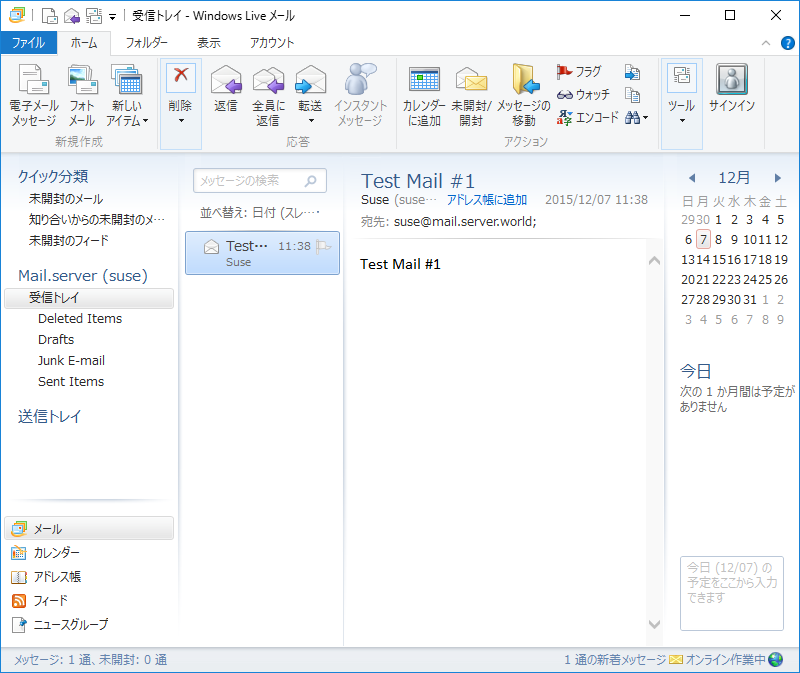 受信トレイ - Windows Live メール
ファイル ホーム フォルダー 表示 アカウント
電子メール メッセージ
フォト メール
新しい アイテム
新規作成
削除
返信
全員に 返信
転送
インスタント メッセージ
応答
カレンダー に追加
未開封/ 開封
メッセージの 移動
フラグ
ウォッチ
エンコード
アクション
ツール
サインイン
クイック分類
未開封のメール
知り合いからの未開封のメ…
未開封のフィード
Mail.server (suse)
受信トレイ
Deleted Items
Drafts
Junk E-mail
Sent Items
送信トレイ
メール
カレンダー
アドレス帳
フィード
ニュースグループ
メッセージの検索
並べ替え: 日付 (スレ…
Test… 11:38
Suse
Test Mail #1
Suse (suse… アドレス帳に追加 2015/12/07 11:38
宛先: suse@mail.server.world;
Test Mail #1
12月
日 月 火 水 木 金 土
29 30 1 2 3 4 5
6 7 8 9 10 11 12
13 14 15 16 17 18 19
20 21 22 23 24 25 26
27 28 29 30 31 1 2
3 4 5 6 7 8 9
今日
次の 1 か月間は予定が
ありません
今日 (12/07) の
予定をここから入力
できます
メッセージ: 1 通、未開封: 0 通
1 通の新着メッセージ オンライン作業中